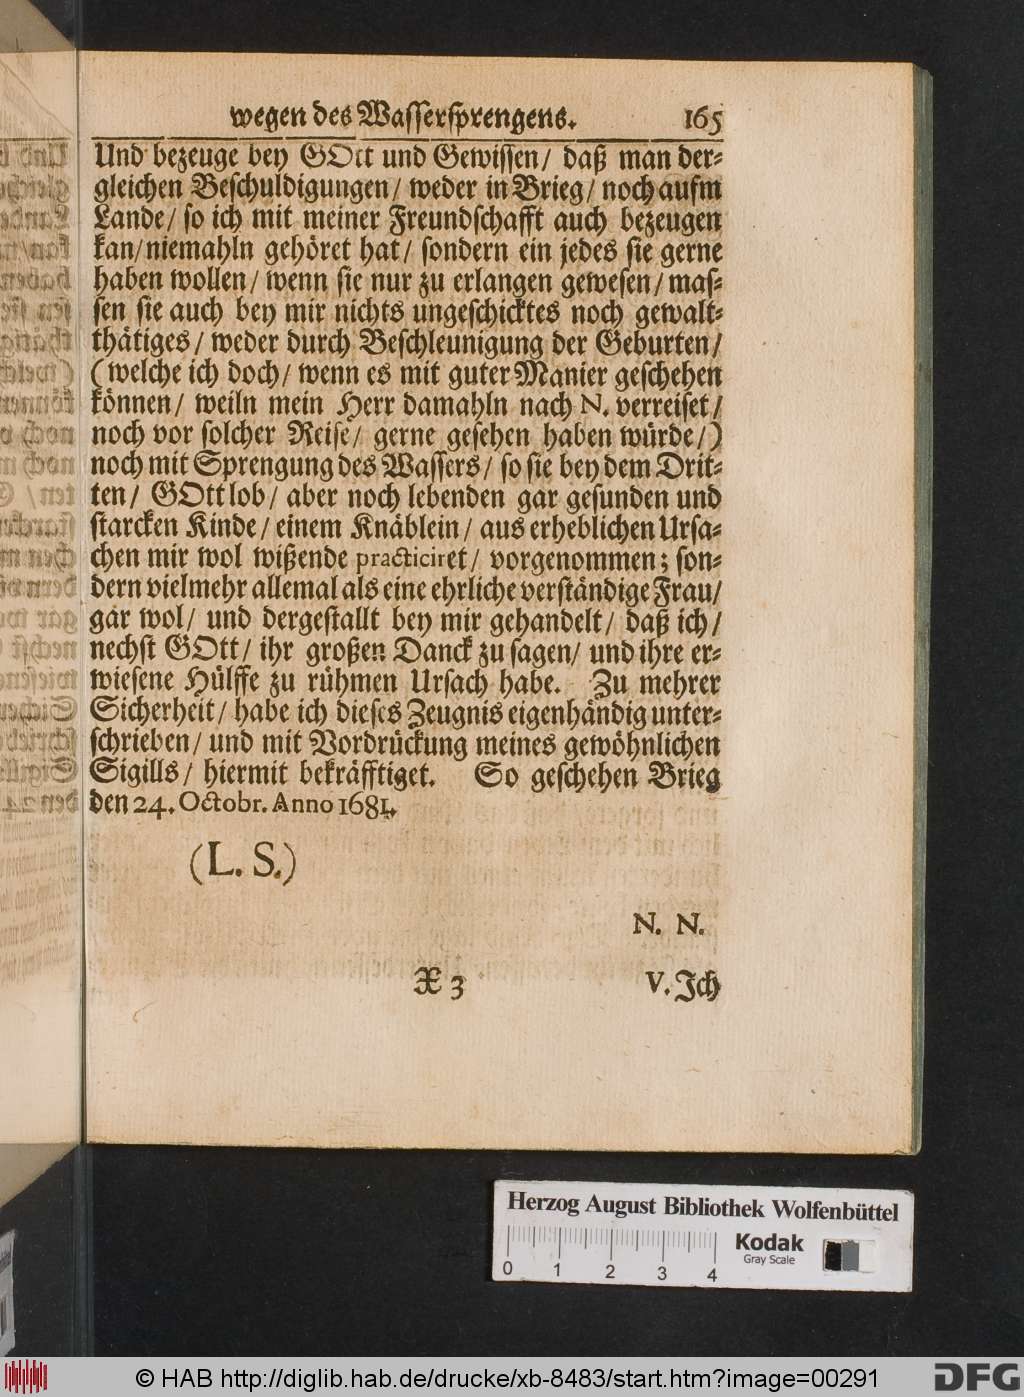 wegen des Wassersprengens. 165
Und bezeuge bey GOtt und Gewissen/ daß man der-
gleichen Beschuldigungen/ weder in Brieg/ noch aufm
Lande/ so ich mit meiner Freundschafft auch bezeugen
kan/ niemahln gehöret hat/ sondern ein jedes sie gerne
haben wollen/ wenn sie nur zu erlangen gewesen/ mas-
sen sie auch bey mir nichts ungeschicktes noch gewalt-
thätiges/ weder durch Beschleunigung der Geburten/
(welche ich doch/ wenn es mit guter Manier geschehen
können/ weiln mein Herr damahln nach N. verreiset/
noch vor solcher Reise/ gerne gesehen haben würde/)
noch mit Sprengung des Wassers/ so sie bey dem Drit-
ten/ GOtt lob/ aber noch lebenden gar gesunden und
starcken Kinde/ einem Knäblein/ aus erheblichen Ursa-
chen mir wol wißende practiciret/ vorgenommen; son-
dern vielmehr allemal als eine ehrliche verständige Frau/
gar wol/ und dergestallt bey mir gehandelt/ daß ich/
nechst GOtt/ ihr großen Danck zu sagen/ und ihre er-
wiesene Hülffe zu rühmen Ursach habe. Zu mehrer
Sicherheit/ habe ich dieses Zeugnis eigenhändig unter-
schrieben/ und mit Vordrückung meines gewöhnlichen
Sigills/ hiermit bekräfftiget. So geschehen Brieg
den 24. Octobr. Anno 1681.
(L. S.)
N. N.
Æ 3 V. Ich
Herzog August Bibliothek Wolfenbüttel
Kodak
Gray Scale
0 1 2 3 4
© HAB http://diglib.hab.de/drucke/xb-8483/start.htm?image=00291 DFG